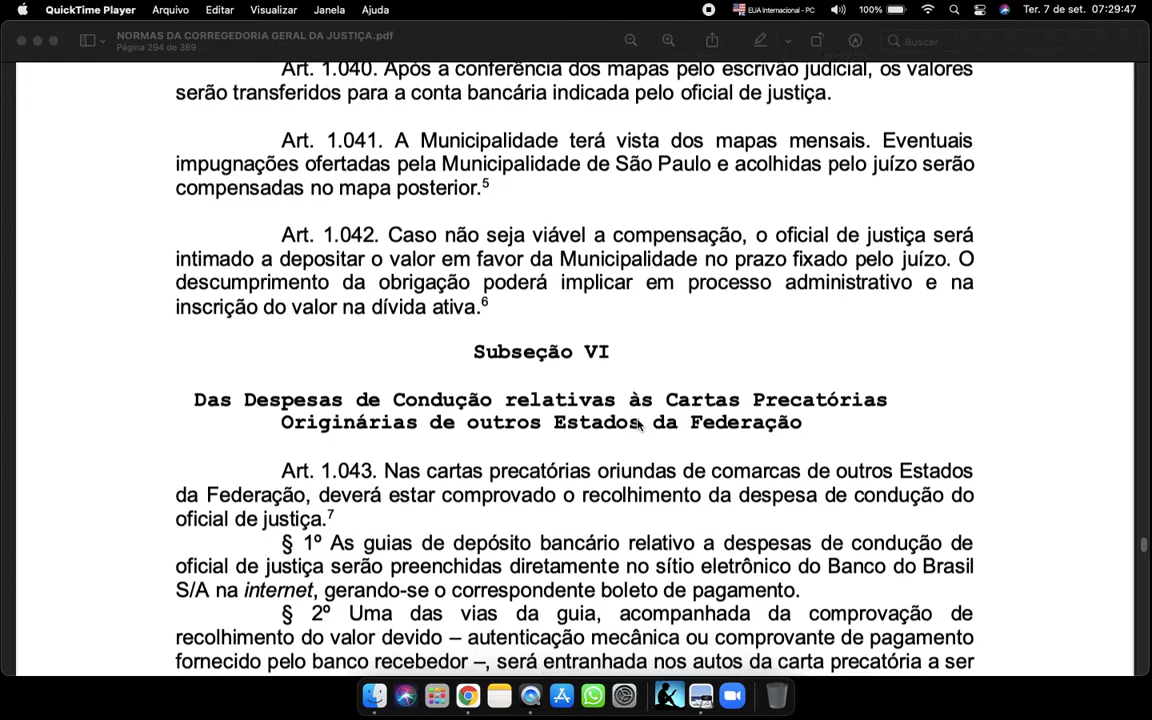 QuickTime Player Arquivo Editar Visualizar Janela Ajuda EUA Internacional - PC 100% Ter. 7 de set. 07:29:47
NORMAS DA CORREGEDORIA GERAL DA JUSTIÇA.pdf
Página 294 de 369
Buscar
Art. 1.040. Após a conferência dos mapas pelo escrivão judicial, os valores
serão transferidos para a conta bancária indicada pelo oficial de justiça.
Art. 1.041. A Municipalidade terá vista dos mapas mensais. Eventuais
impugnações ofertadas pela Municipalidade de São Paulo e acolhidas pelo juízo serão
compensadas no mapa posterior.⁵
Art. 1.042. Caso não seja viável a compensação, o oficial de justiça será
intimado a depositar o valor em favor da Municipalidade no prazo fixado pelo juízo. O
descumprimento da obrigação poderá implicar em processo administrativo e na
inscrição do valor na dívida ativa.⁶
Subseção VI
Das Despesas de Condução relativas às Cartas Precatórias
Originárias de outros Estados da Federação
Art. 1.043. Nas cartas precatórias oriundas de comarcas de outros Estados
da Federação, deverá estar comprovado o recolhimento da despesa de condução do
oficial de justiça.⁷
§ 1º As guias de depósito bancário relativo a despesas de condução de
oficial de justiça serão preenchidas diretamente no sítio eletrônico do Banco do Brasil
S/A na internet, gerando-se o correspondente boleto de pagamento.
§ 2º Uma das vias da guia, acompanhada da comprovação de
recolhimento do valor devido – autenticação mecânica ou comprovante de pagamento
fornecido pelo banco recebedor –, será entranhada nos autos da carta precatória a ser